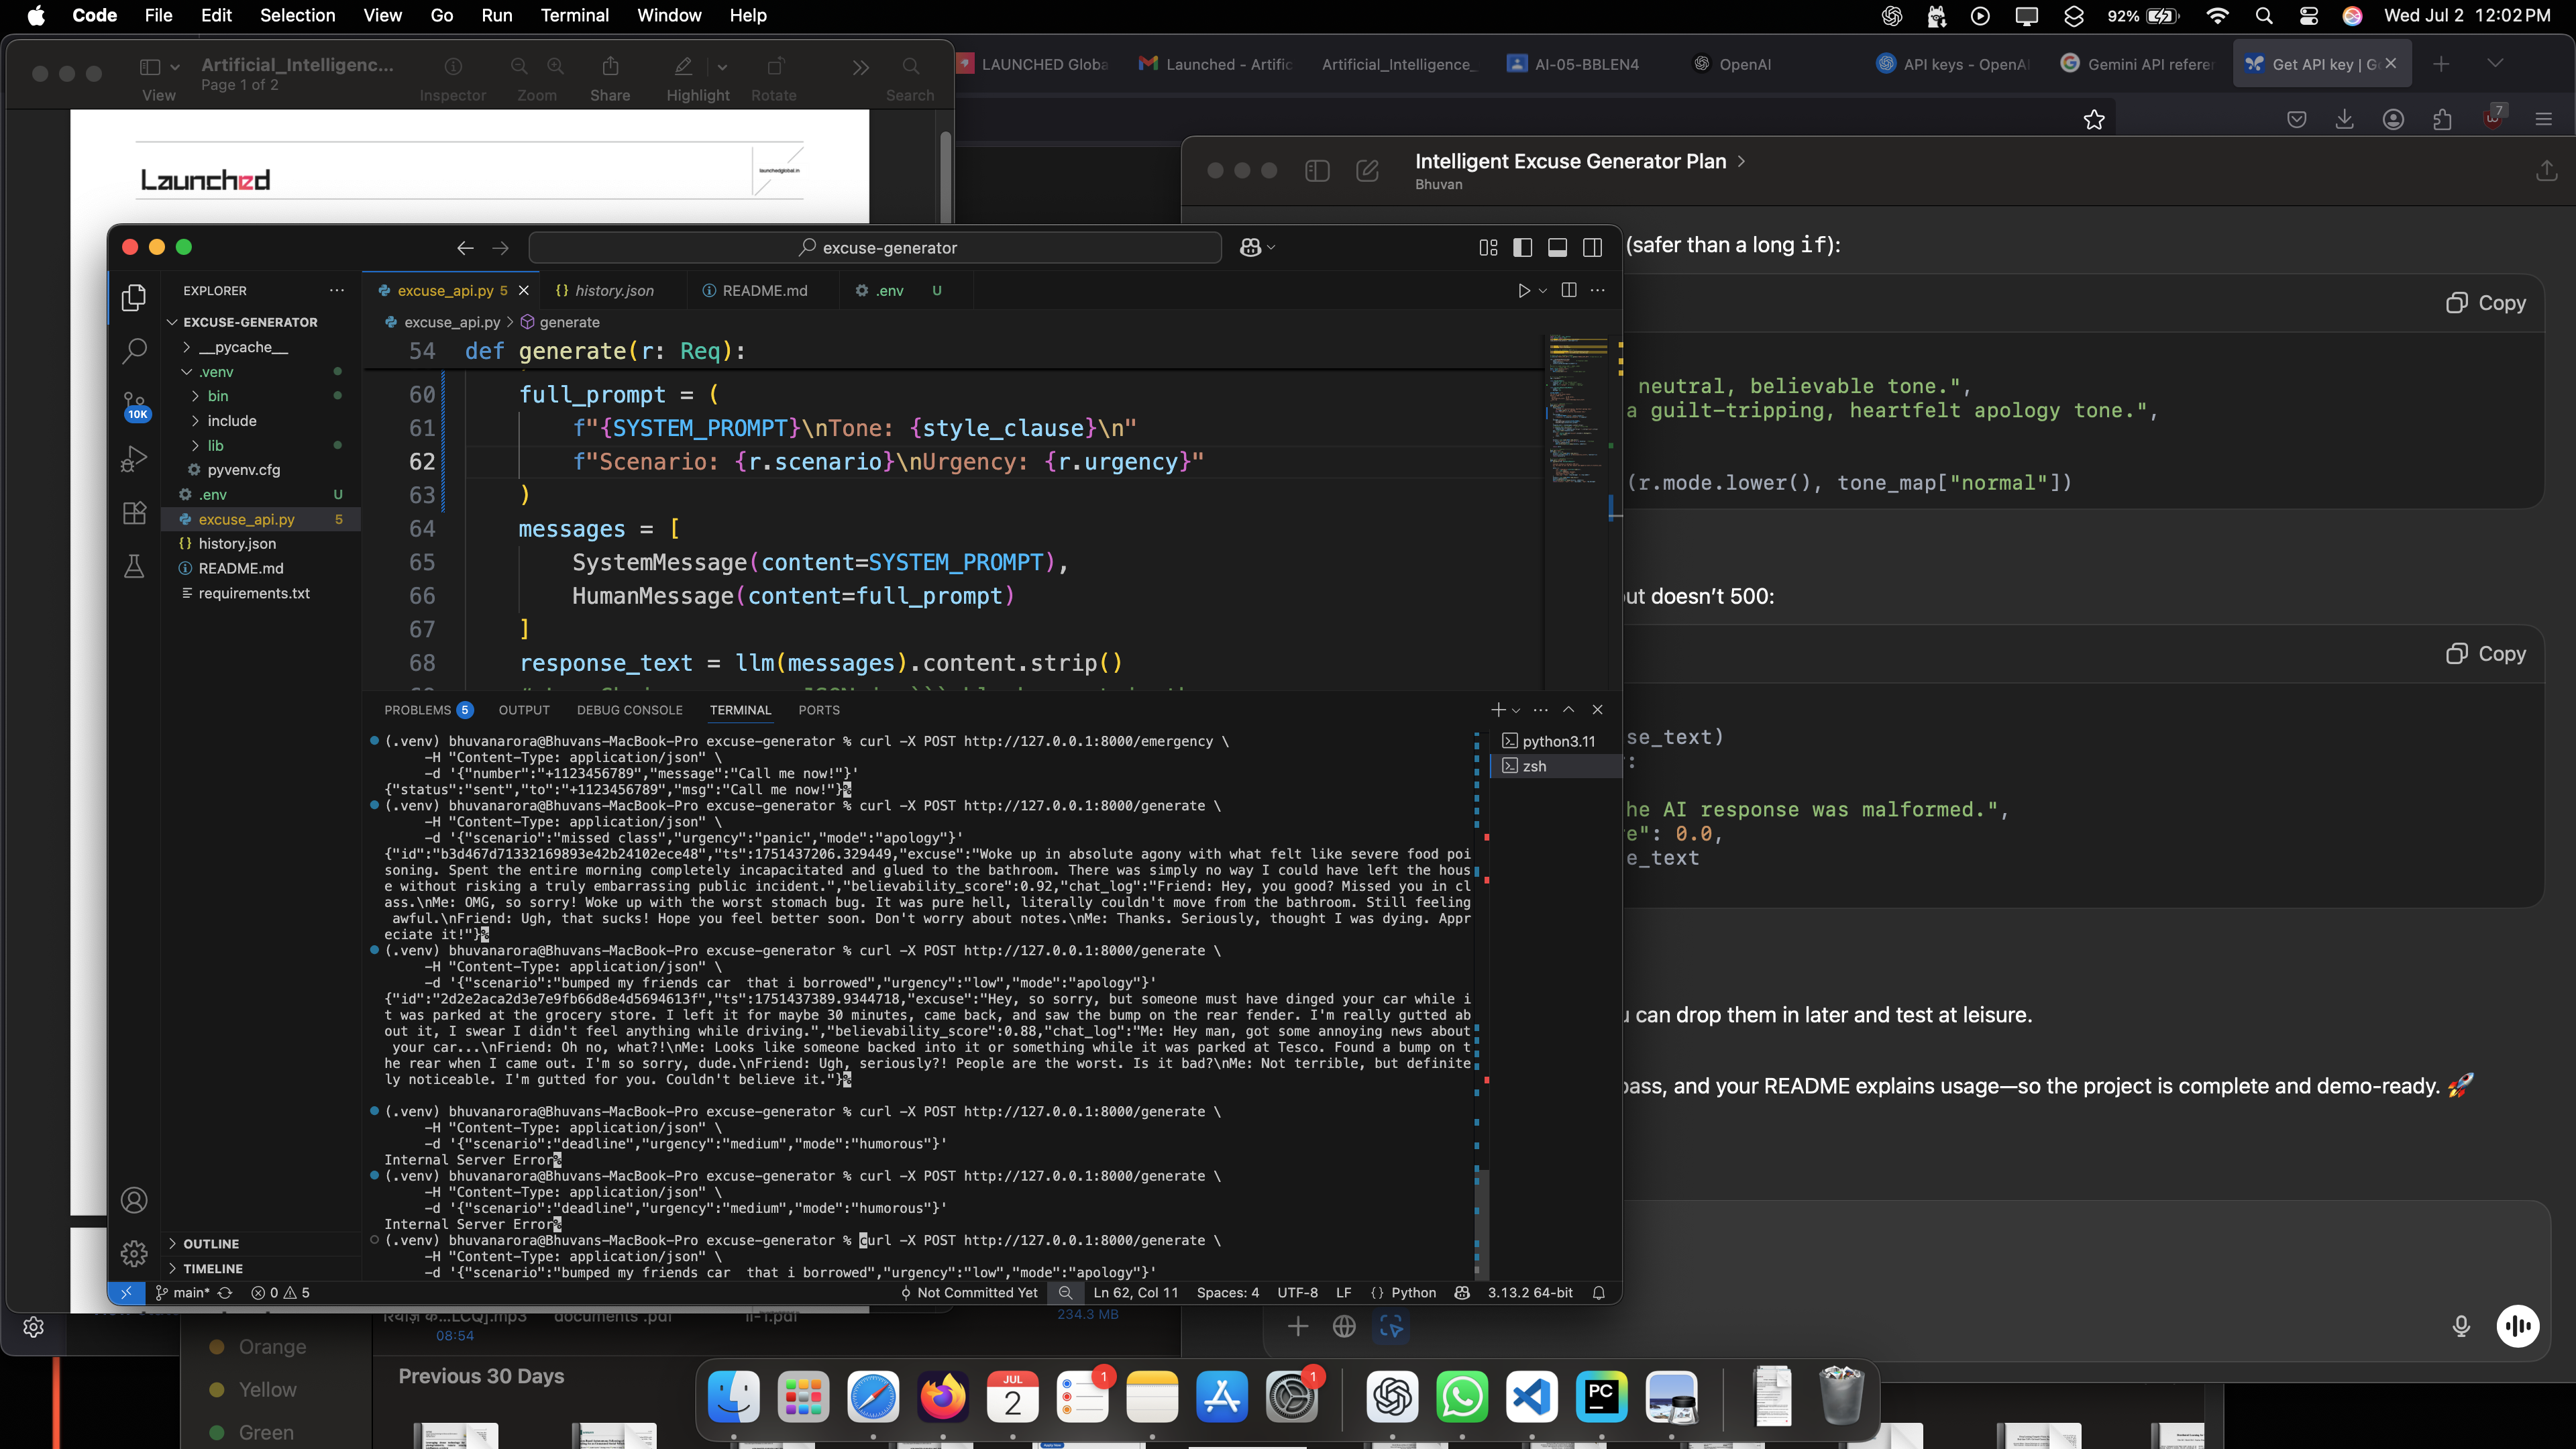 Code File Edit Selection View Go Run Terminal Window Help
92% Wed Jul 2 12:02 PM
Artificial_Intelligenc...
Page 1 of 2
View Inspector Zoom Share Highlight Rotate Search
LAUNCHED Globa Launched - Artific Artificial_Intelligence_ AI-05-BBLEN4 OpenAI API keys - OpenAI Gemini API referer Get API key | G
7
Launched
launchedglobal.in
Intelligent Excuse Generator Plan
Bhuvan
(safer than a long if):
Copy
neutral, believable tone.",
a guilt-tripping, heartfelt apology tone.",
(r.mode.lower(), tone_map["normal"])
out doesn't 500:
Copy
se_text)
:
he AI response was malformed.",
e": 0.0,
e_text
u can drop them in later and test at leisure.
pass, and your README explains usage—so the project is complete and demo-ready. 🚀
excuse-generator
EXPLORER
EXCUSE-GENERATOR
__pycache__
.venv
bin
include
lib
pyvenv.cfg
.env U
excuse_api.py 5
history.json
README.md
requirements.txt
10K
OUTLINE
TIMELINE
excuse_api.py 5 history.json README.md .env U
excuse_api.py > generate
54 def generate(r: Req):
60 full_prompt = (
61 f"{SYSTEM_PROMPT}\nTone: {style_clause}\n"
62 f"Scenario: {r.scenario}\nUrgency: {r.urgency}"
63 )
64 messages = [
65 SystemMessage(content=SYSTEM_PROMPT),
66 HumanMessage(content=full_prompt)
67 ]
68 response_text = llm(messages).content.strip()
PROBLEMS 5 OUTPUT DEBUG CONSOLE TERMINAL PORTS
python3.11
zsh
(.venv) bhuvanarora@Bhuvans-MacBook-Pro excuse-generator % curl -X POST http://127.0.0.1:8000/emergency \
-H "Content-Type: application/json" \
-d '{"number":"+1123456789","message":"Call me now!"}'
{"status":"sent","to":"+1123456789","msg":"Call me now!"}%
(.venv) bhuvanarora@Bhuvans-MacBook-Pro excuse-generator % curl -X POST http://127.0.0.1:8000/generate \
-H "Content-Type: application/json" \
-d '{"scenario":"missed class","urgency":"panic","mode":"apology"}'
{"id":"b3d467d71332169893e42b24102ece48","ts":1751437206.329449,"excuse":"Woke up in absolute agony with what felt like severe food poi
soning. Spent the entire morning completely incapacitated and glued to the bathroom. There was simply no way I could have left the hous
e without risking a truly embarrassing public incident.","believability_score":0.92,"chat_log":"Friend: Hey, you good? Missed you in cl
ass.\nMe: OMG, so sorry! Woke up with the worst stomach bug. It was pure hell, literally couldn't move from the bathroom. Still feeling
awful.\nFriend: Ugh, that sucks! Hope you feel better soon. Don't worry about notes.\nMe: Thanks. Seriously, thought I was dying. Appr
eciate it!"}%
(.venv) bhuvanarora@Bhuvans-MacBook-Pro excuse-generator % curl -X POST http://127.0.0.1:8000/generate \
-H "Content-Type: application/json" \
-d '{"scenario":"bumped my friends car  that i borrowed","urgency":"low","mode":"apology"}'
{"id":"2d2e2aca2d3e7e9fb66d8e4d5694613f","ts":1751437389.9344718,"excuse":"Hey, so sorry, but someone must have dinged your car while i
t was parked at the grocery store. I left it for maybe 30 minutes, came back, and saw the bump on the rear fender. I'm really gutted ab
out it, I swear I didn't feel anything while driving.","believability_score":0.88,"chat_log":"Me: Hey man, got some annoying news about
your car...\nFriend: Oh no, what?!\nMe: Looks like someone backed into it or something while it was parked at Tesco. Found a bump on t
he rear when I came out. I'm so sorry, dude.\nFriend: Ugh, seriously?! People are the worst. Is it bad?\nMe: Not terrible, but definite
ly noticeable. I'm gutted for you. Couldn't believe it."}%
(.venv) bhuvanarora@Bhuvans-MacBook-Pro excuse-generator % curl -X POST http://127.0.0.1:8000/generate \
-H "Content-Type: application/json" \
-d '{"scenario":"deadline","urgency":"medium","mode":"humorous"}'
Internal Server Error%
(.venv) bhuvanarora@Bhuvans-MacBook-Pro excuse-generator % curl -X POST http://127.0.0.1:8000/generate \
-H "Content-Type: application/json" \
-d '{"scenario":"deadline","urgency":"medium","mode":"humorous"}'
Internal Server Error%
(.venv) bhuvanarora@Bhuvans-MacBook-Pro excuse-generator % curl -X POST http://127.0.0.1:8000/generate \
-H "Content-Type: application/json" \
-d '{"scenario":"bumped my friends car  that i borrowed","urgency":"low","mode":"apology"}'
main* 0 5 Not Committed Yet Ln 62, Col 11 Spaces: 4 UTF-8 LF {} Python 3.13.2 64-bit
08:54
234.3 MB
Orange
Yellow
Green
Previous 30 Days
JUL
2
1
1
PC